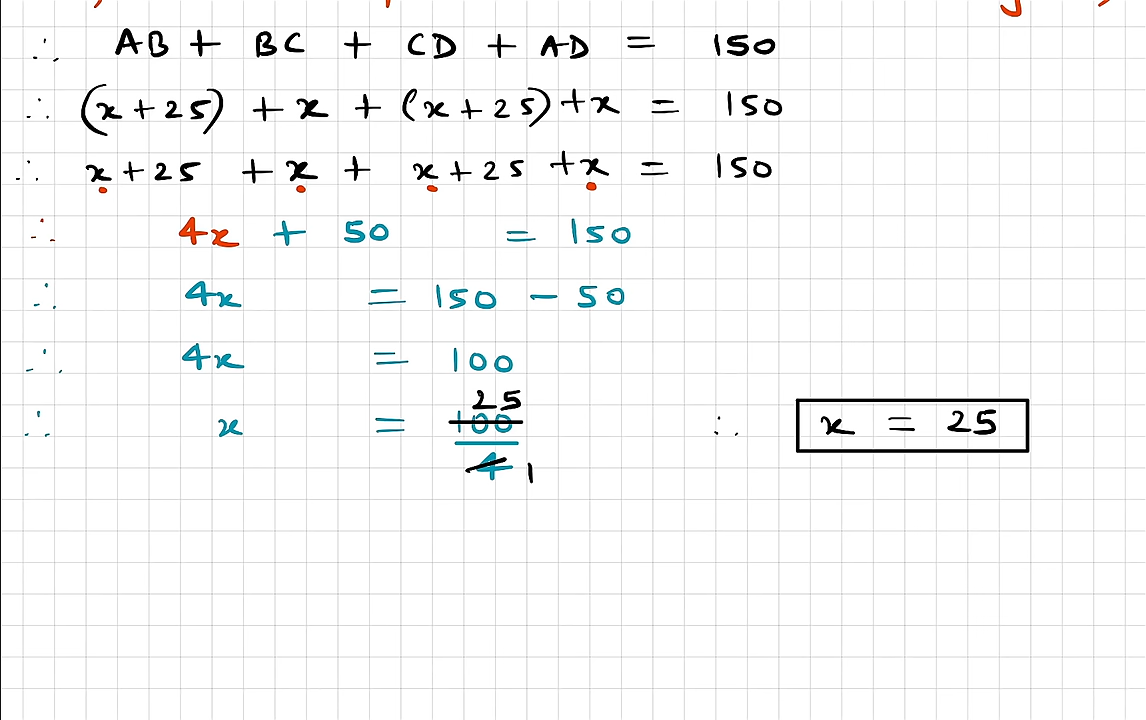 ∴ AB + BC + CD + AD = 150
∴ (x + 25) + x + (x + 25) + x = 150
∴ x + 25 + x + x + 25 + x = 150
∴ 4x + 50 = 150
∴ 4x = 150 - 50
∴ 4x = 100
25
∴ x = 100 ∴ x = 25
4 1